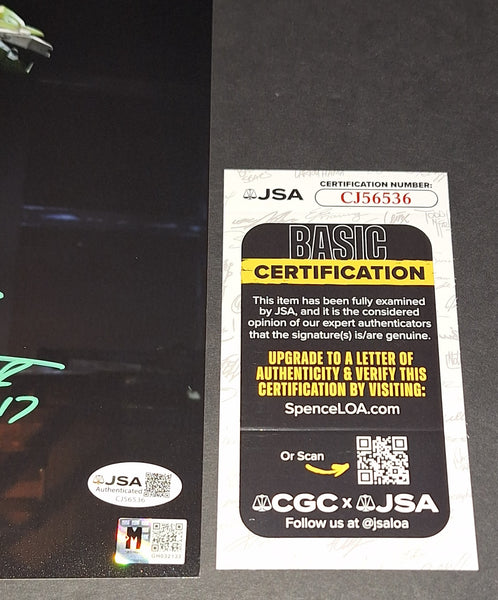 JSA
CERTIFICATION NUMBER:
CJ56536
BASIC
CERTIFICATION
This item has been fully examined
by JSA, and it is the considered
opinion of our expert authenticators
that the signature(s) is/are genuine.
UPGRADE TO A LETTER OF
AUTHENTICITY & VERIFY THIS
CERTIFICATION BY VISITING:
SpenceLOA.com
Or Scan
CGC x JSA
Follow us at @jsaloa
17
JSA
Authenticated
CJ56536
M